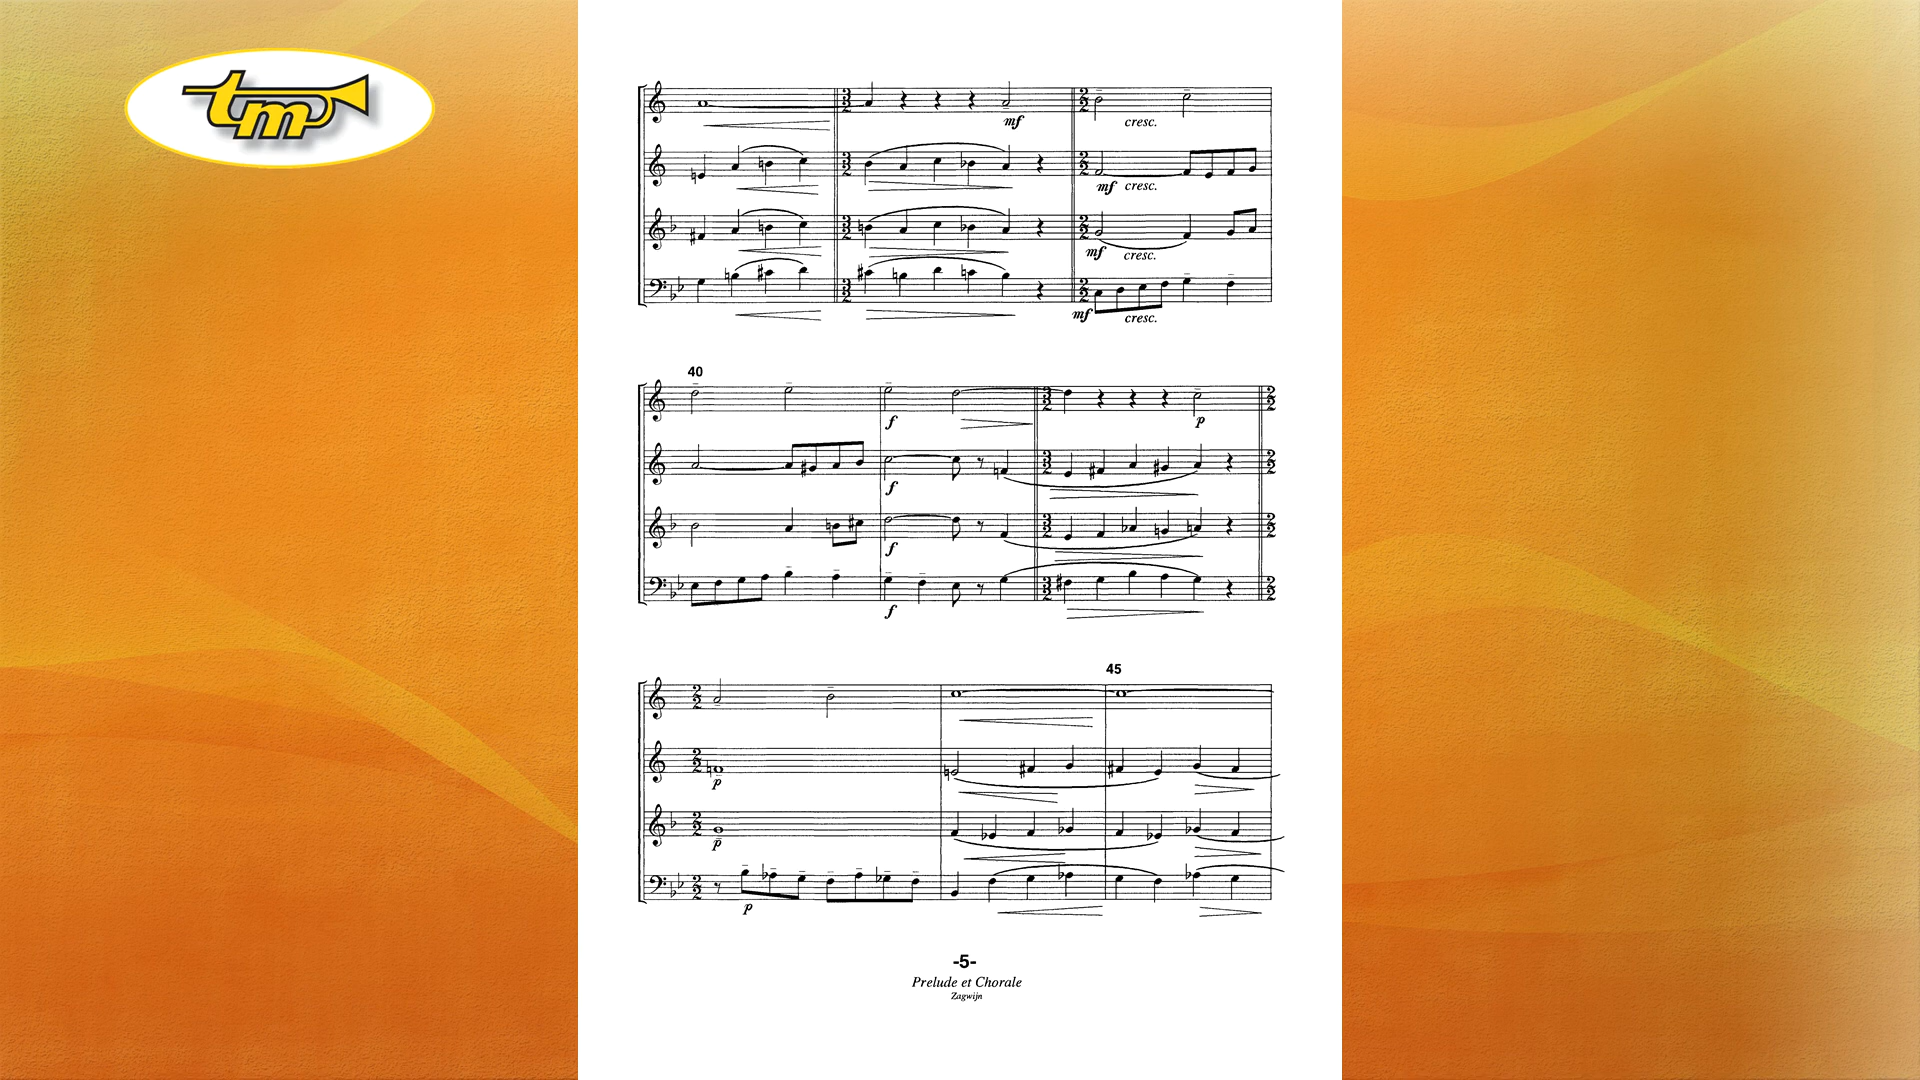 tm
mf
cresc.
mf cresc.
mf
cresc.
mf
cresc.
40
f
p
f
f
f
45
p
p
p
-5-
Prelude et Chorale
Zagwijn